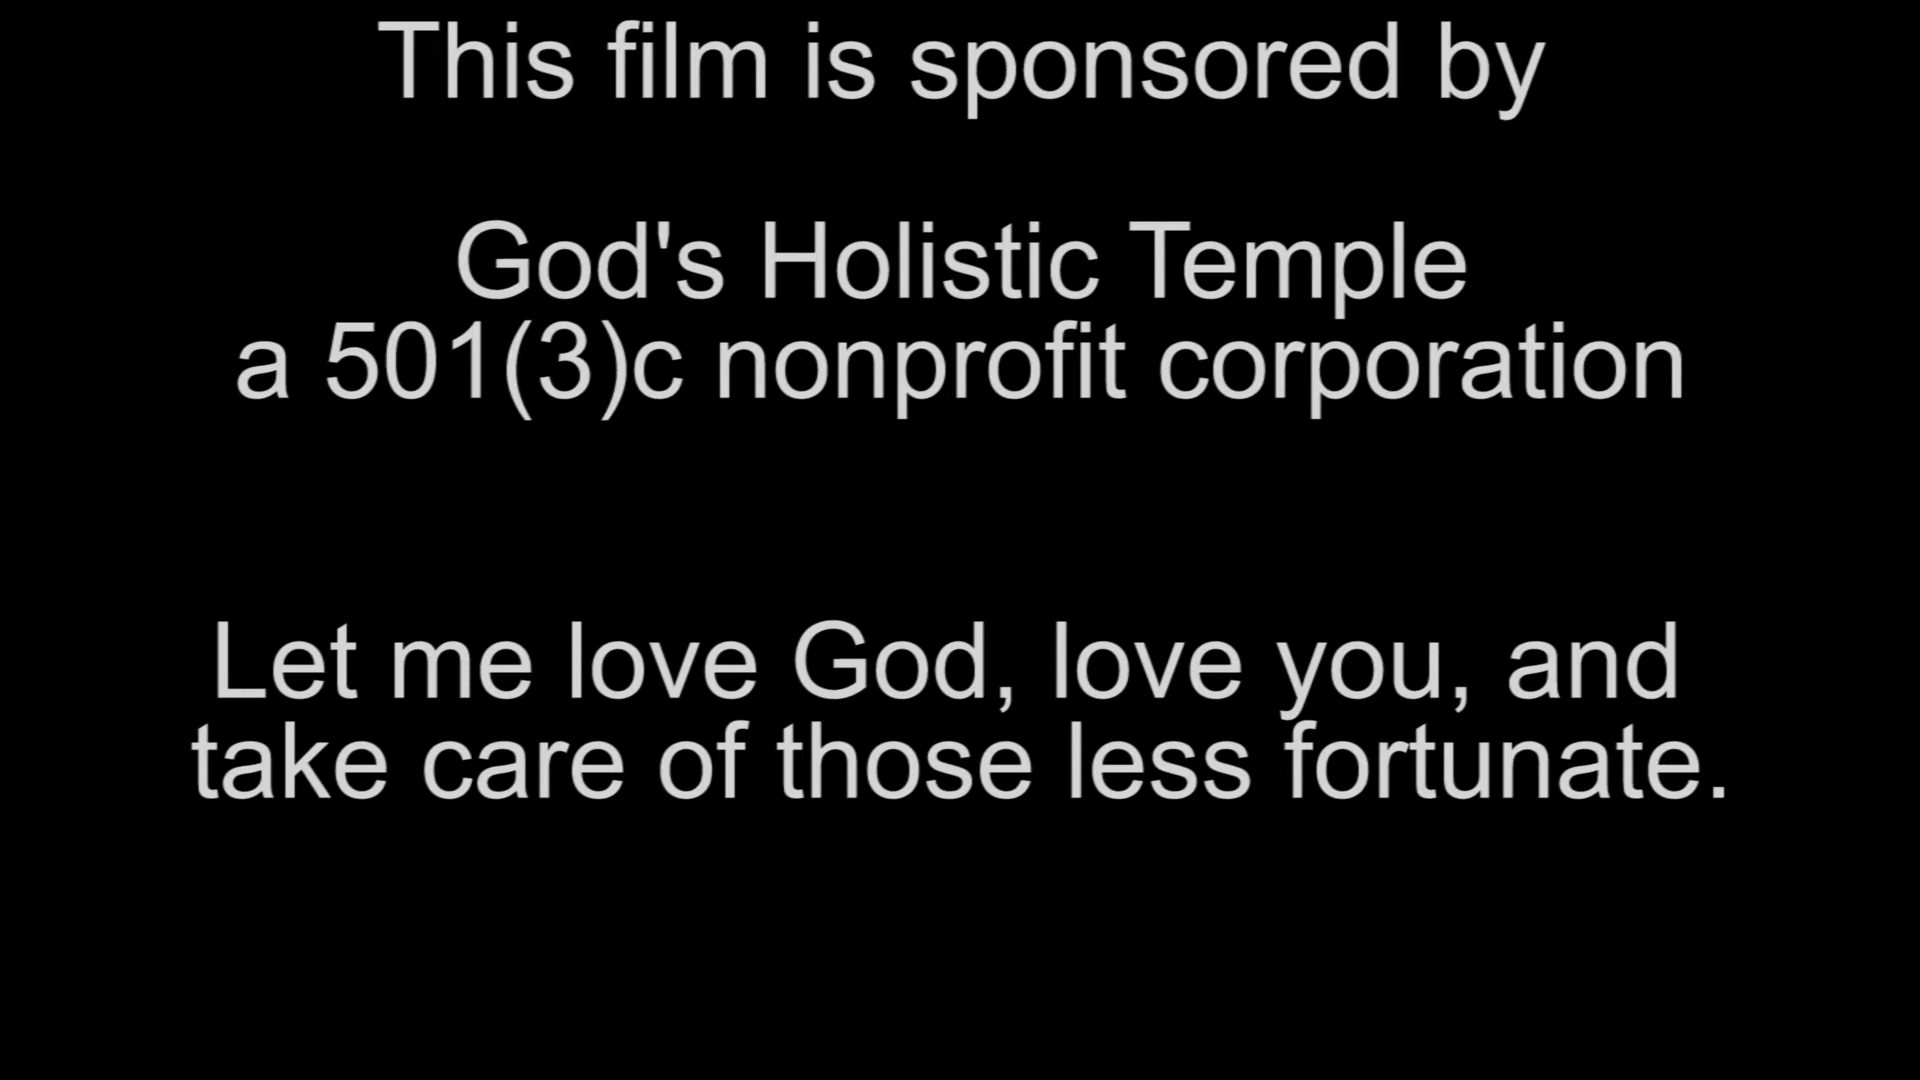 This film is sponsored by
God's Holistic Temple
a 501(3)c nonprofit corporation
Let me love God, love you, and
take care of those less fortunate.